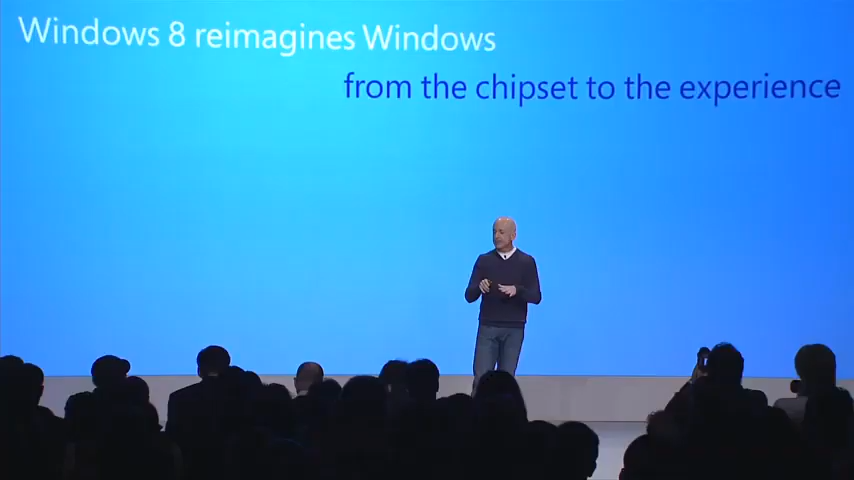 Windows 8 reimagines Windows
from the chipset to the experience